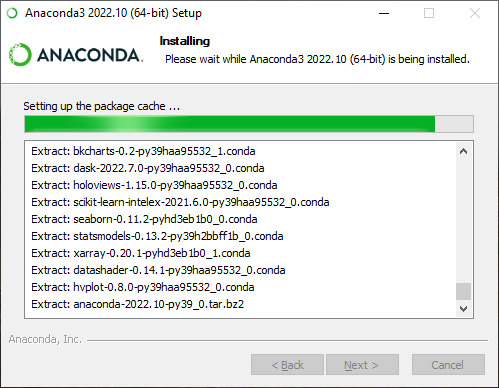 Anaconda3 2022.10 (64-bit) Setup
ANACONDA.
Installing
Please wait while Anaconda3 2022.10 (64-bit) is being installed.
Setting up the package cache ...
Extract: bkcharts-0.2-py39haa95532_1.conda
Extract: dask-2022.7.0-py39haa95532_0.conda
Extract: holoviews-1.15.0-py39haa95532_0.conda
Extract: scikit-learn-intelex-2021.6.0-py39haa95532_0.conda
Extract: seaborn-0.11.2-pyhd3eb1b0_0.conda
Extract: statsmodels-0.13.2-py39h2bbff1b_0.conda
Extract: xarray-0.20.1-pyhd3eb1b0_1.conda
Extract: datashader-0.14.1-py39haa95532_0.conda
Extract: hvplot-0.8.0-py39haa95532_0.conda
Extract: anaconda-2022.10-py39_0.tar.bz2
Anaconda, Inc.
< Back
Next >
Cancel